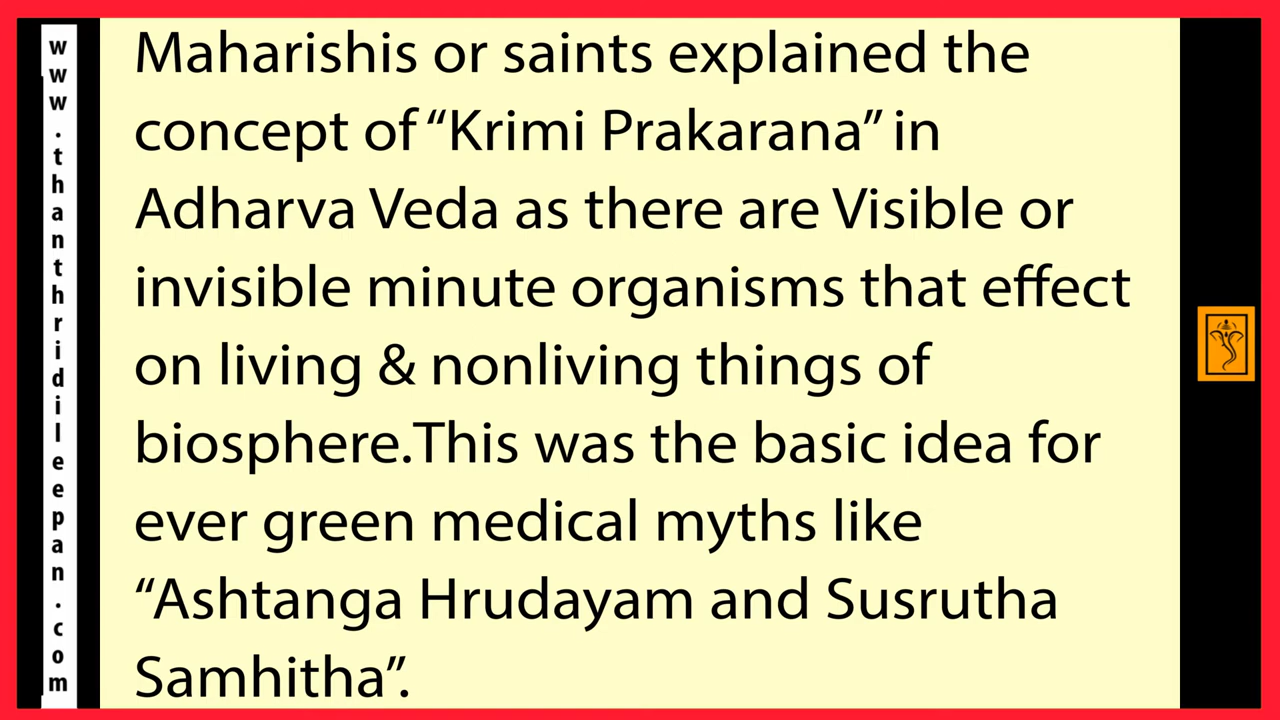 www.thanthridileepan.com
Maharishis or saints explained the
concept of “Krimi Prakarana” in
Adharva Veda as there are Visible or
invisible minute organisms that effect
on living & nonliving things of
biosphere.This was the basic idea for
ever green medical myths like
“Ashtanga Hrudayam and Susrutha
Samhitha”.